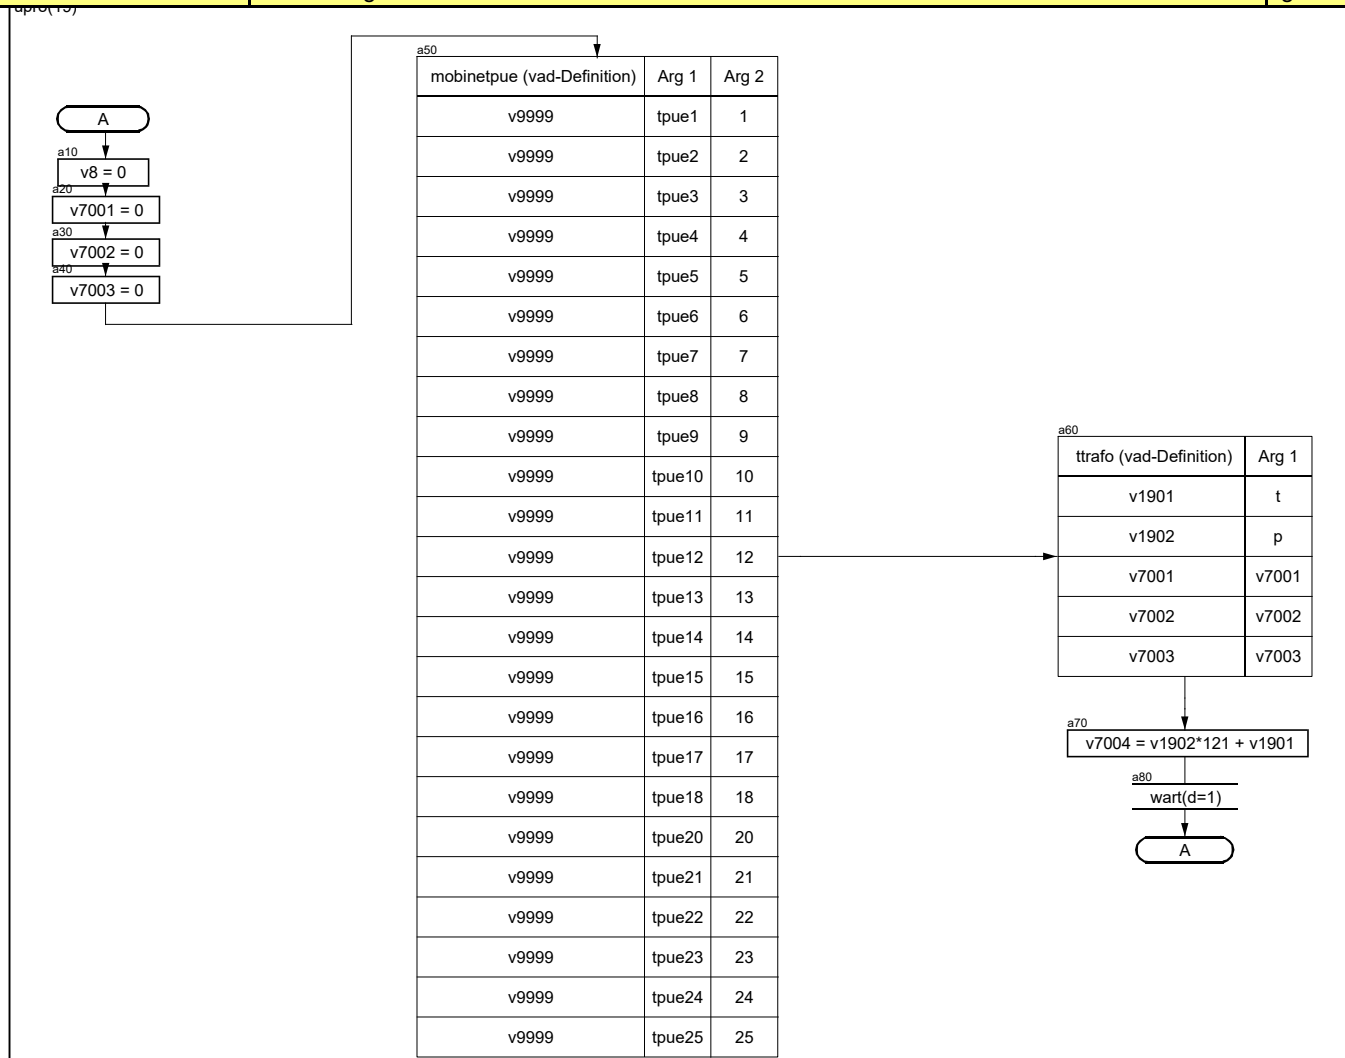 A
a10
v8 = 0
a20
v7001 = 0
a30
v7002 = 0
a40
v7003 = 0
a50
mobinetpue (vad-Definition) Arg 1 Arg 2
v9999 tpue1 1
v9999 tpue2 2
v9999 tpue3 3
v9999 tpue4 4
v9999 tpue5 5
v9999 tpue6 6
v9999 tpue7 7
v9999 tpue8 8
v9999 tpue9 9
v9999 tpue10 10
v9999 tpue11 11
v9999 tpue12 12
v9999 tpue13 13
v9999 tpue14 14
v9999 tpue15 15
v9999 tpue16 16
v9999 tpue17 17
v9999 tpue18 18
v9999 tpue20 20
v9999 tpue21 21
v9999 tpue22 22
v9999 tpue23 23
v9999 tpue24 24
v9999 tpue25 25
a60
ttrafo (vad-Definition) Arg 1
v1901 t
v1902 p
v7001 v7001
v7002 v7002
v7003 v7003
a70
v7004 = v1902*121 + v1901
a80
wart(d=1)
A